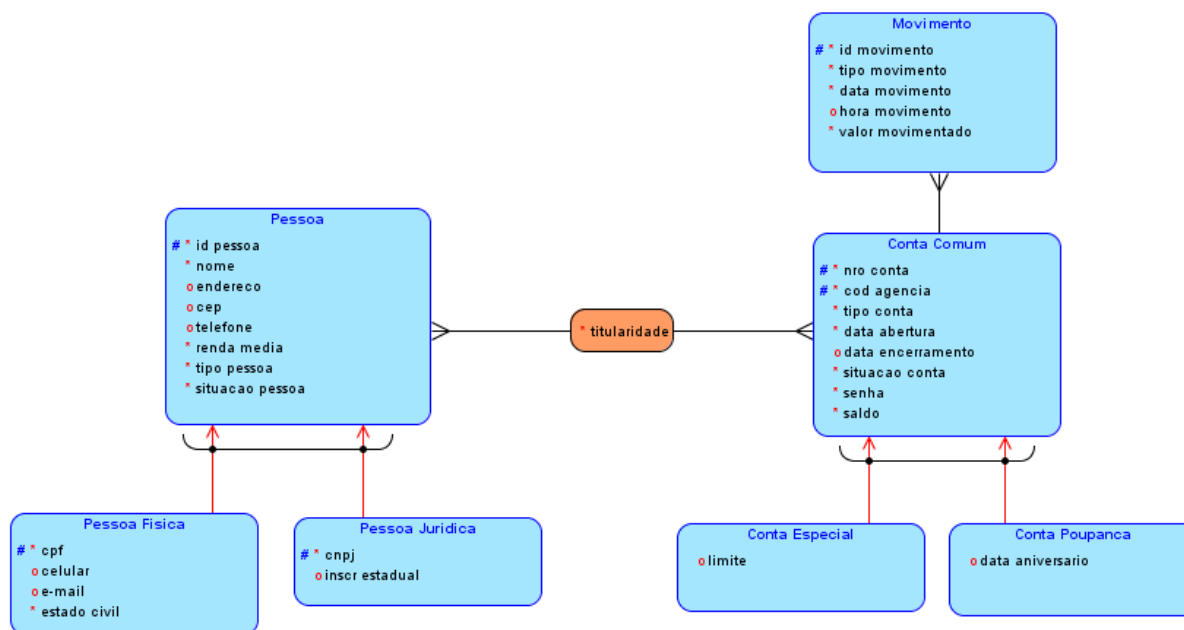 Movimento
# * id movimento
* tipo movimento
* data movimento
o hora movimento
* valor movimentado
Pessoa
# * id pessoa
* nome
o endereco
o cep
o telefone
* renda media
* tipo pessoa
* situacao pessoa
* titularidade
Conta Comum
# * nro conta
# * cod agencia
* tipo conta
* data abertura
o data encerramento
* situacao conta
* senha
* saldo
Pessoa Fisica
# * cpf
o celular
o e-mail
* estado civil
Pessoa Juridica
# * cnpj
o inscr estadual
Conta Especial
o limite
Conta Poupanca
o data aniversario